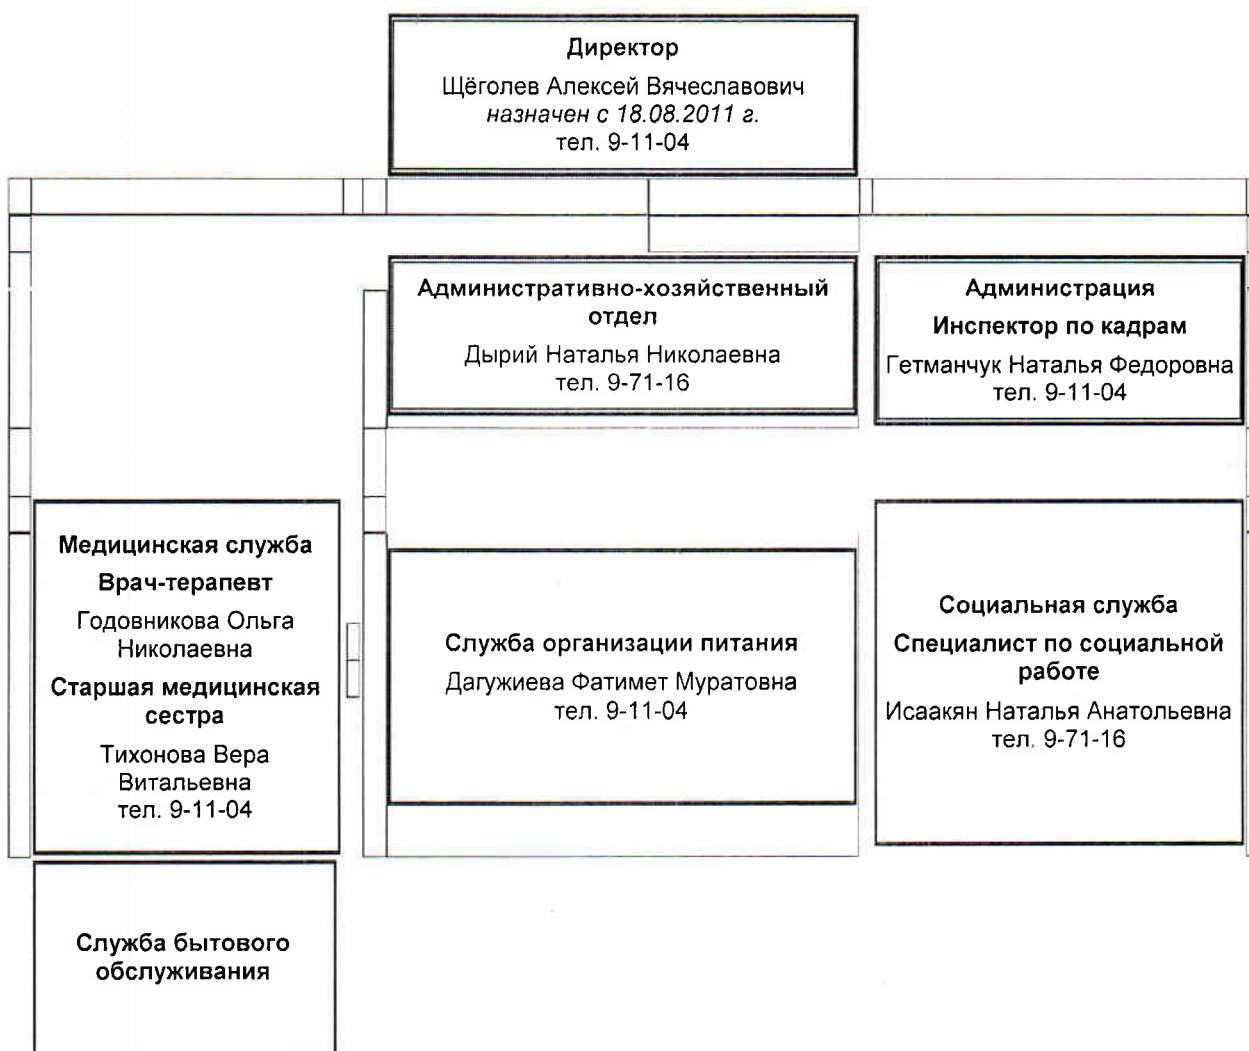 Директор
Щёголев Алексей Вячеславович
назначен с 18.08.2011 г.
тел. 9-11-04
Административно-хозяйственный
отдел
Дырий Наталья Николаевна
тел. 9-71-16
Администрация
Инспектор по кадрам
Гетманчук Наталья Федоровна
тел. 9-11-04
Медицинская служба
Врач-терапевт
Годовникова Ольга
Николаевна
Старшая медицинская
сестра
Тихонова Вера
Витальевна
тел. 9-11-04
Служба организации питания
Дагужиева Фатимет Муратовна
тел. 9-11-04
Социальная служба
Специалист по социальной
работе
Исаакян Наталья Анатольевна
тел. 9-71-16
Служба бытового
обслуживания